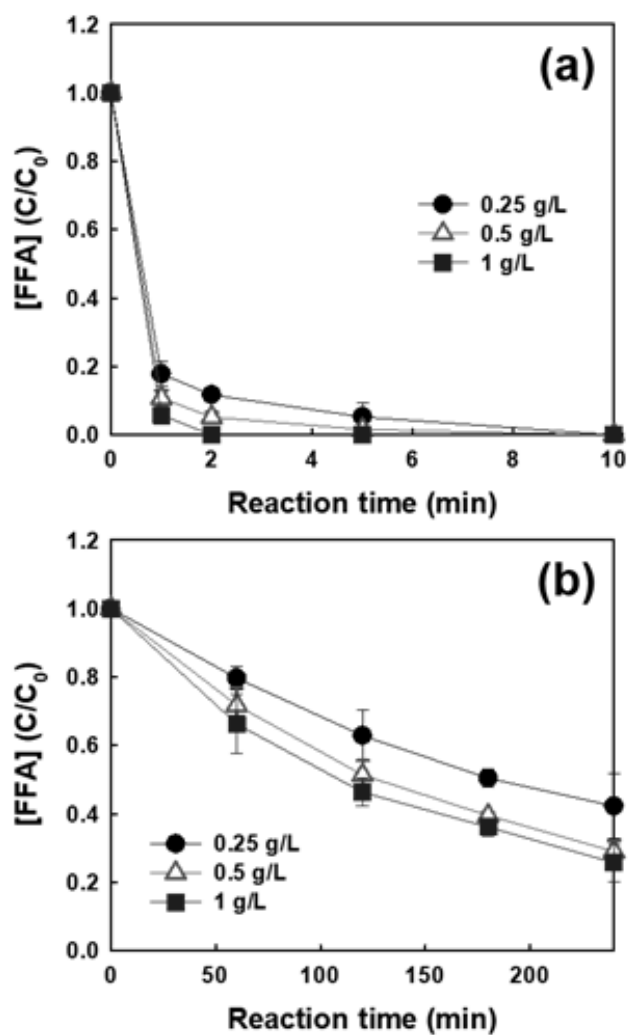 1.2
(a)
1.0
0.8
0.6
0.4
0.2
0.0
[FFA] (C/C₀)
0.25 g/L
0.5 g/L
1 g/L
0 2 4 6 8 10
Reaction time (min)
1.2
(b)
1.0
0.8
0.6
0.4
0.2
0.0
[FFA] (C/C₀)
0.25 g/L
0.5 g/L
1 g/L
0 50 100 150 200
Reaction time (min)